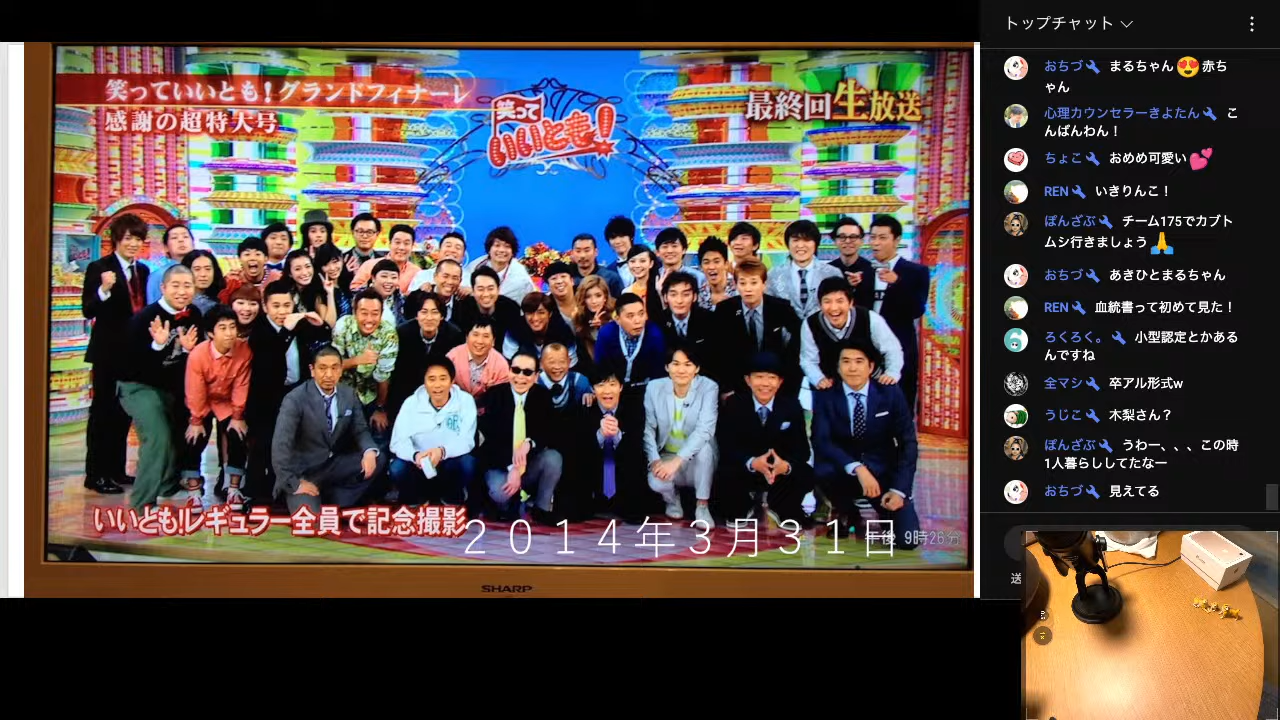 笑っていいとも!グランドフィナーレ
感謝の超特大号
笑って
いいとも!
最終回生放送
いいともレギュラー全員で記念撮影
2014年3月31日
午後 9時26分
SHARP
トップチャット
おちづ まるちゃん😍赤ち
ゃん
心理カウンセラーきよたん こ
んばんわん！
ちょこ おめめ可愛い💕
REN いきりんこ！
ぽんざぶ チーム175でカブト
ムシ行きましょう🙏
おちづ あきひとまこちゃん
REN 血統書って初めて見た！
ろくろく。 小型認定とかある
んですね
全マシ 卒アル形式w
うじこ 木梨さん？
ぽんざぶ うわー、、、この時
1人暮らししてたなー
おちづ 見えてる
送